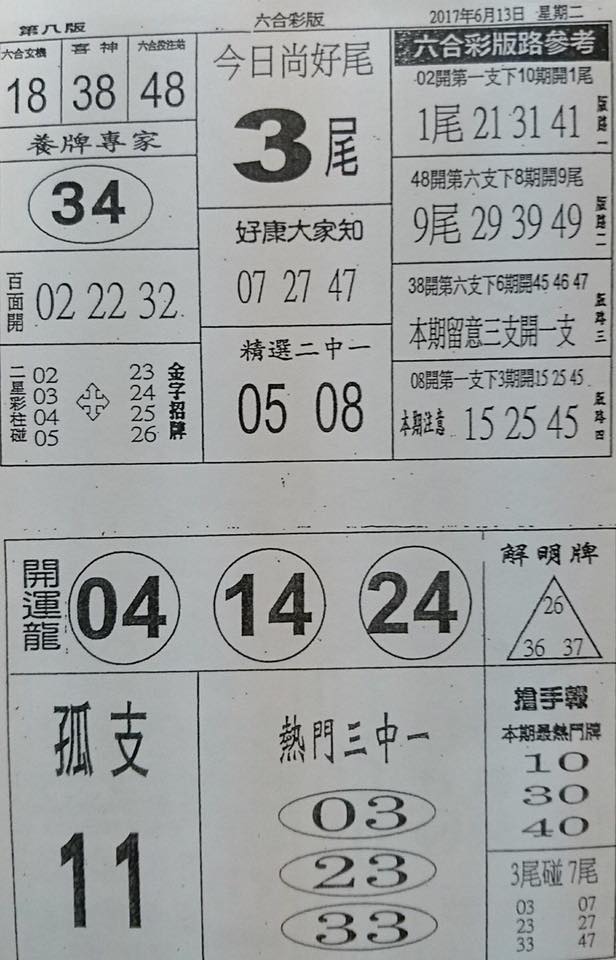 第八版
六合彩版
2017年6月13日 星期二
六合玄機
18
喜神
38
六合投注站
48
養牌專家
34
百面開
02 22 32
二星彩柱碰
02
03
04
05
23
24
25
26
金字招牌
今日尚好尾
3尾
好康大家知
07 27 47
精選二中一
05 08
六合彩版路參考
02開第一支下10期開1尾
1尾 21 31 41
版路一
48開第六支下8期開9尾
9尾 29 39 49
版路二
38開第六支下6期開45 46 47
本期留意三支開一支
版路三
08開第一支下3期開15 25 45
本期注意 15 25 45
版路四
開運龍
04 14 24
解明牌
26
36 37
孤支
11
熱門三中一
03
23
33
搶手報
本期最熱門牌
10
30
40
3尾碰7尾
03 07
23 27
33 47